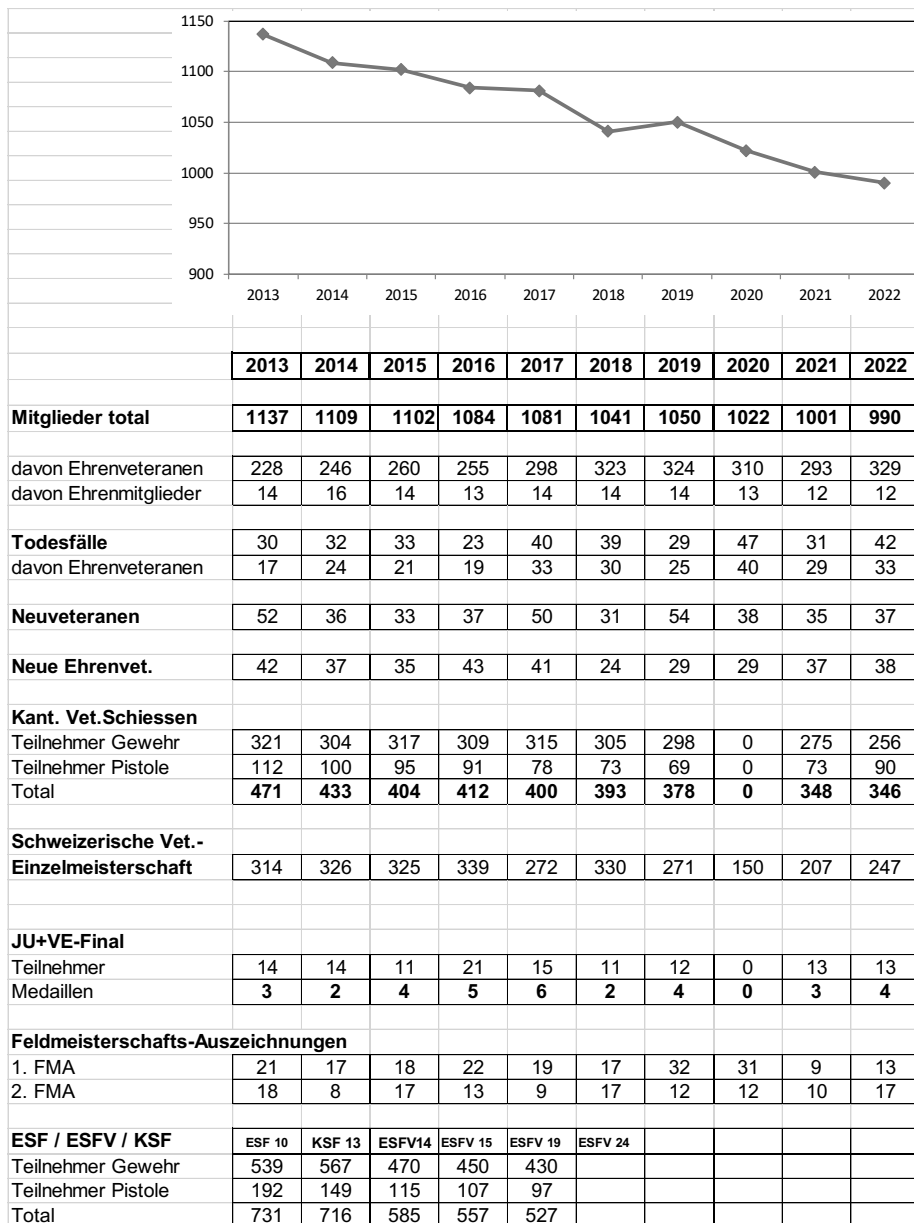 1150
1100
1050
1000
950
900
2013 2014 2015 2016 2017 2018 2019 2020 2021 2022
2013 2014 2015 2016 2017 2018 2019 2020 2021 2022
Mitglieder total 1137 1109 1102 1084 1081 1041 1050 1022 1001 990
davon Ehrenveteranen 228 246 260 255 298 323 324 310 293 329
davon Ehrenmitglieder 14 16 14 13 14 14 14 13 12 12
Todesfälle 30 32 33 23 40 39 29 47 31 42
davon Ehrenveteranen 17 24 21 19 33 30 25 40 29 33
Neuveteranen 52 36 33 37 50 31 54 38 35 37
Neue Ehrenvet. 42 37 35 43 41 24 29 29 37 38
Kant. Vet.Schiessen
Teilnehmer Gewehr 321 304 317 309 315 305 298 0 275 256
Teilnehmer Pistole 112 100 95 91 78 73 69 0 73 90
Total 471 433 404 412 400 393 378 0 348 346
Schweizerische Vet.-
Einzelmeisterschaft 314 326 325 339 272 330 271 150 207 247
JU+VE-Final
Teilnehmer 14 14 11 21 15 11 12 0 13 13
Medaillen 3 2 4 5 6 2 4 0 3 4
Feldmeisterschafts-Auszeichnungen
1. FMA 21 17 18 22 19 17 32 31 9 13
2. FMA 18 8 17 13 9 17 12 12 10 17
ESF / ESFV / KSF ESF 10 KSF 13 ESFV14 ESFV 15 ESFV 19 ESFV 24
Teilnehmer Gewehr 539 567 470 450 430
Teilnehmer Pistole 192 149 115 107 97
Total 731 716 585 557 527